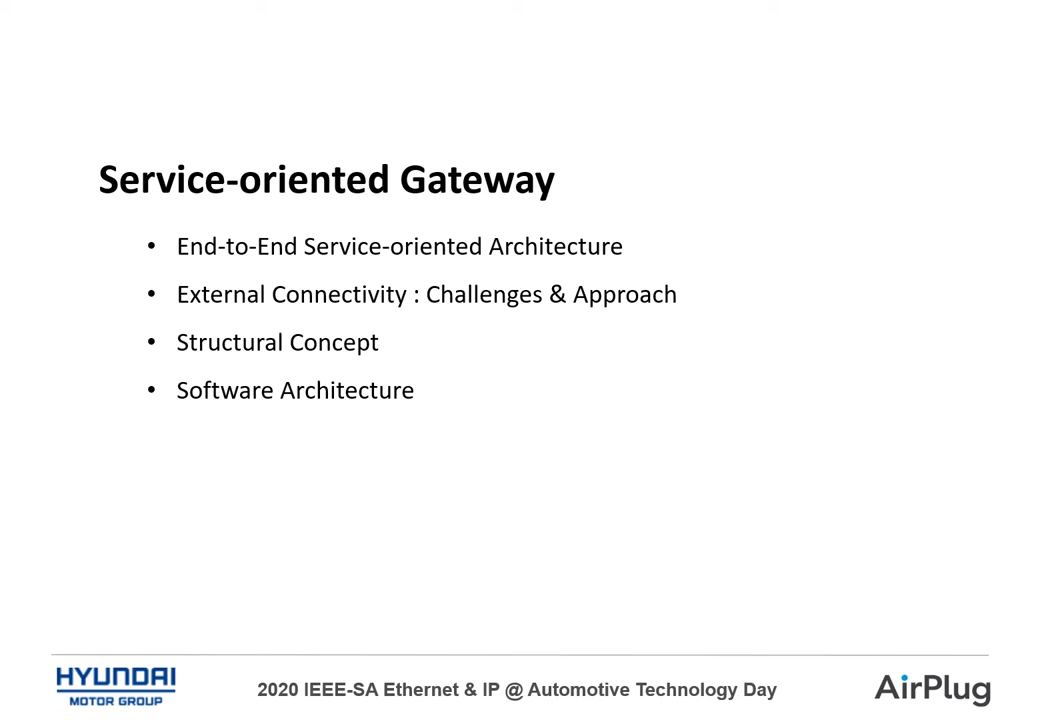 Service-oriented Gateway
• End-to-End Service-oriented Architecture
• External Connectivity : Challenges & Approach
• Structural Concept
• Software Architecture
HYUNDAI
MOTOR GROUP
2020 IEEE-SA Ethernet & IP @ Automotive Technology Day
AirPlug